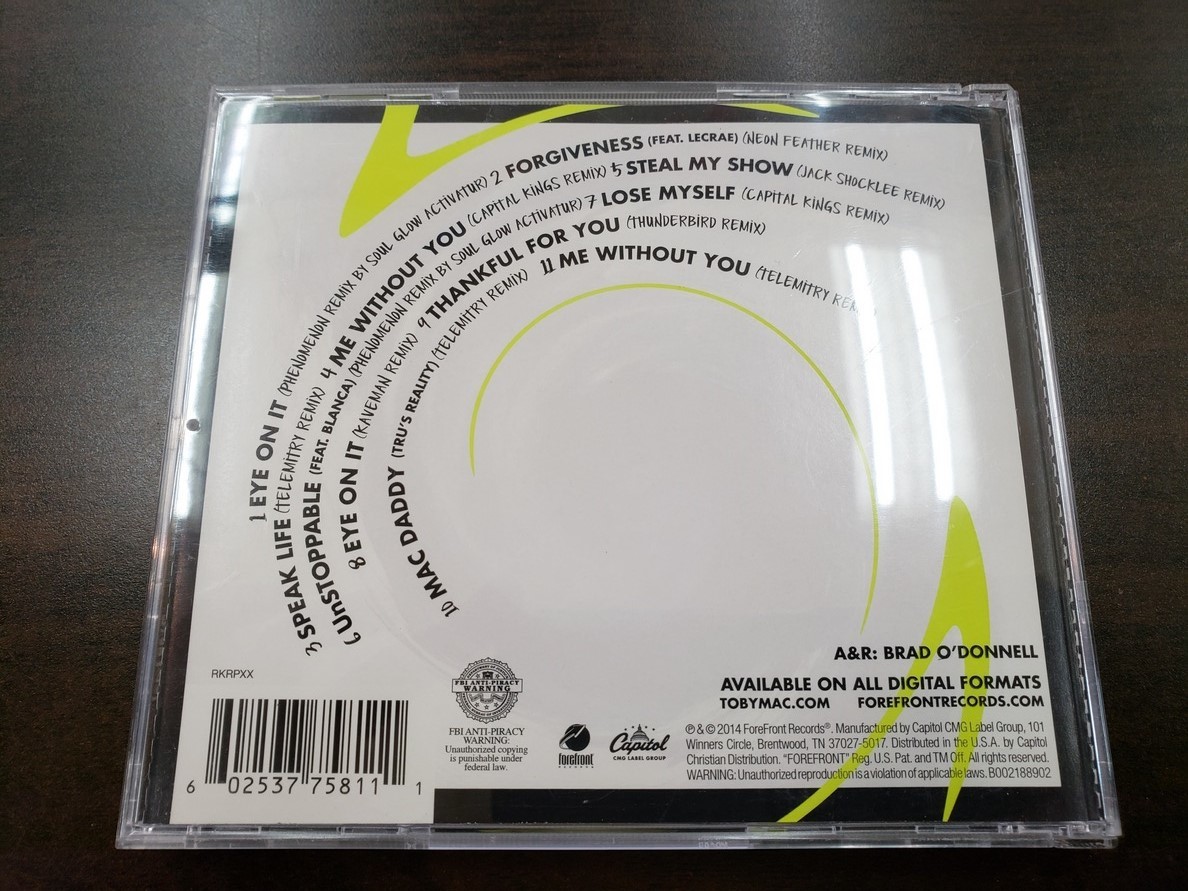 1 EYE ON IT (PHENOMENON REMIX BY SOUL GLOW ACTIVATUR) 2 FORGIVENESS (FEAT. LECRAE) (NEON FEATHER REMIX)
3 SPEAK LIFE (TELEMITRY REMIX) 4 ME WITHOUT YOU (CAPITAL KINGS REMIX) 5 STEAL MY SHOW (JACK SHOCKLEE REMIX)
6 UnSTOPPABLE (FEAT. BLANCA) (PHENOMENON REMIX BY SOUL GLOW ACTIVATUR) 7 LOSE MYSELF (CAPITAL KINGS REMIX)
8 EYE ON IT (KAVEMAN REMIX) 9 THANKFUL FOR YOU (THUNDERBIRD REMIX)
10 MAC DADDY (TRU'S REALITY) (TELEMITRY REMIX) 11 ME WITHOUT YOU (TELEMITRY
A&R: BRAD O'DONNELL
AVAILABLE ON ALL DIGITAL FORMATS
TOBYMAC.COM FOREFRONTRECORDS.COM
RKRPXX
6 02537 75811 1
FBI ANTI-PIRACY
WARNING
FBI ANTI-PIRACY
WARNING:
Unauthorized copying
is punishable under
federal law.
forefront
RECORDS
Capitol
CMG LABEL GROUP
℗ & © 2014 ForeFront Records®. Manufactured by Capitol CMG Label Group, 101
Winners Circle, Brentwood, TN 37027-5017. Distributed in the U.S.A. by Capitol
Christian Distribution. "FOREFRONT" Reg. U.S. Pat. and TM Off. All rights reserved.
WARNING: Unauthorized reproduction is a violation of applicable laws. B002188902